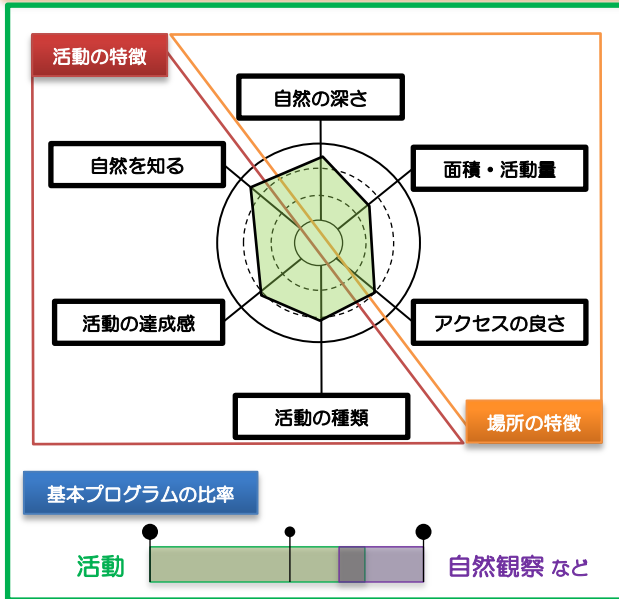 活動の特徴
自然の深さ
自然を知る
面積・活動量
活動の達成感
アクセスの良さ
活動の種類
場所の特徴
基本プログラムの比率
活動
自然観察 など